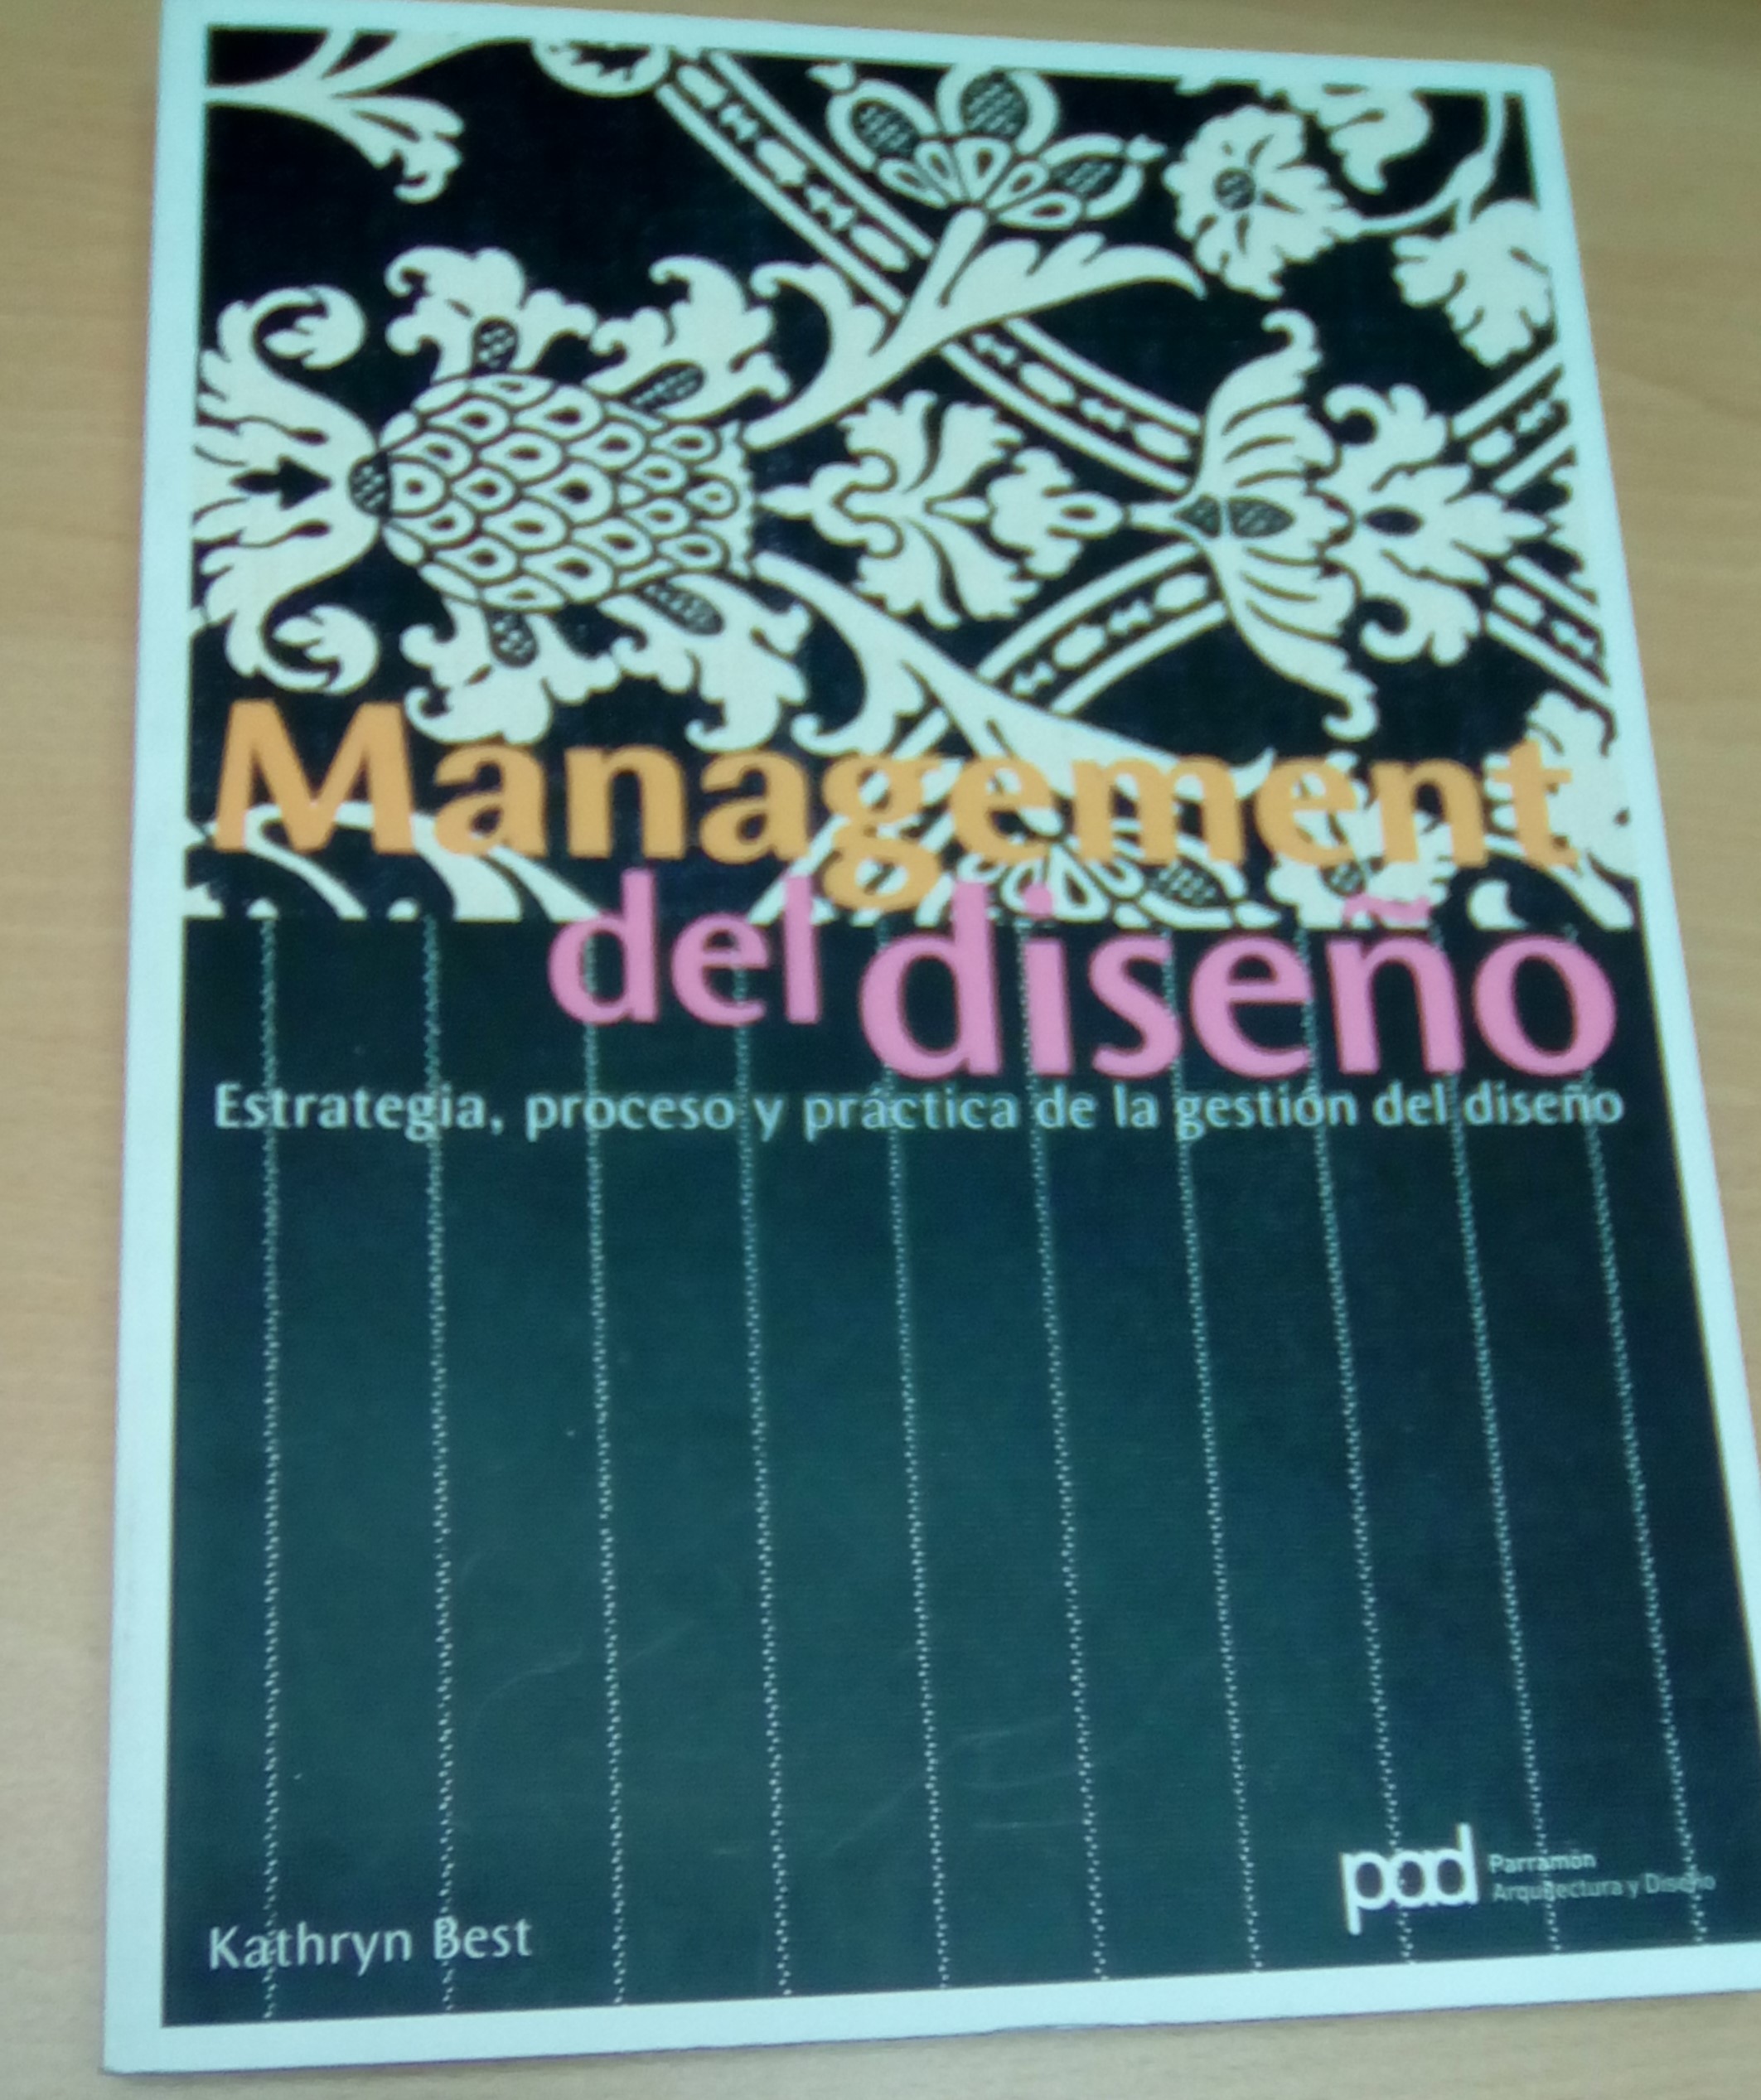 Management
del diseño
Estrategia, proceso y práctica de la gestión del diseño
pad
Parramón
Arquitectura y Diseño
Kathryn Best